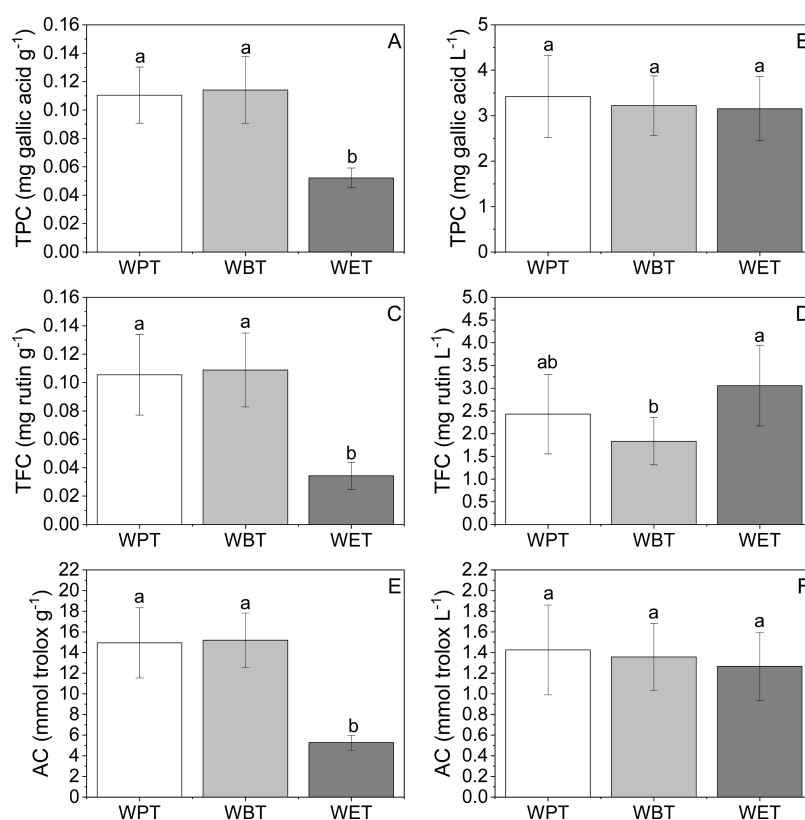 A
TPC (mg gallic acid g⁻¹)
0.16
0.14
0.12
0.10
0.08
0.06
0.04
0.02
0.00
a
a
b
WPT WBT WET
B
TPC (mg gallic acid L⁻¹)
5
4
3
2
1
0
a
a
a
WPT WBT WET
C
TFC (mg rutin g⁻¹)
0.16
0.14
0.12
0.10
0.08
0.06
0.04
0.02
0.00
a
a
b
WPT WBT WET
D
TFC (mg rutin L⁻¹)
5.0
4.5
4.0
3.5
3.0
2.5
2.0
1.5
1.0
0.5
0.0
ab
b
a
WPT WBT WET
E
AC (mmol trolox g⁻¹)
22
20
18
16
14
12
10
8
6
4
2
0
a
a
b
WPT WBT WET
F
AC (mmol trolox L⁻¹)
2.2
2.0
1.8
1.6
1.4
1.2
1.0
0.8
0.6
0.4
0.2
0.0
a
a
a
WPT WBT WET